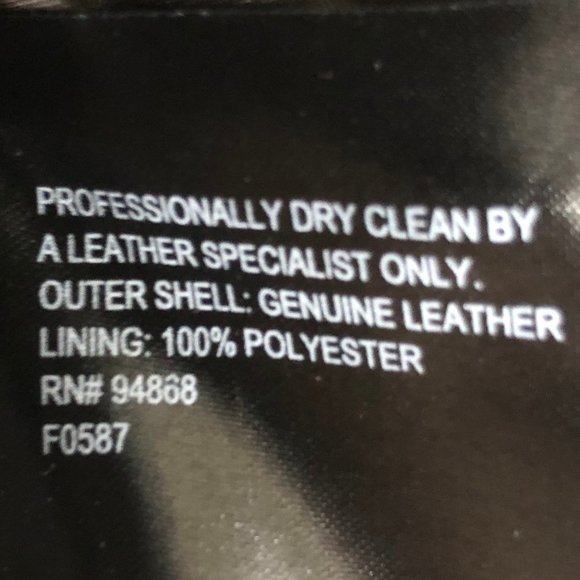 PROFESSIONALLY DRY CLEAN BY
A LEATHER SPECIALIST ONLY.
OUTER SHELL: GENUINE LEATHER
LINING: 100% POLYESTER
RN# 94868
F0587